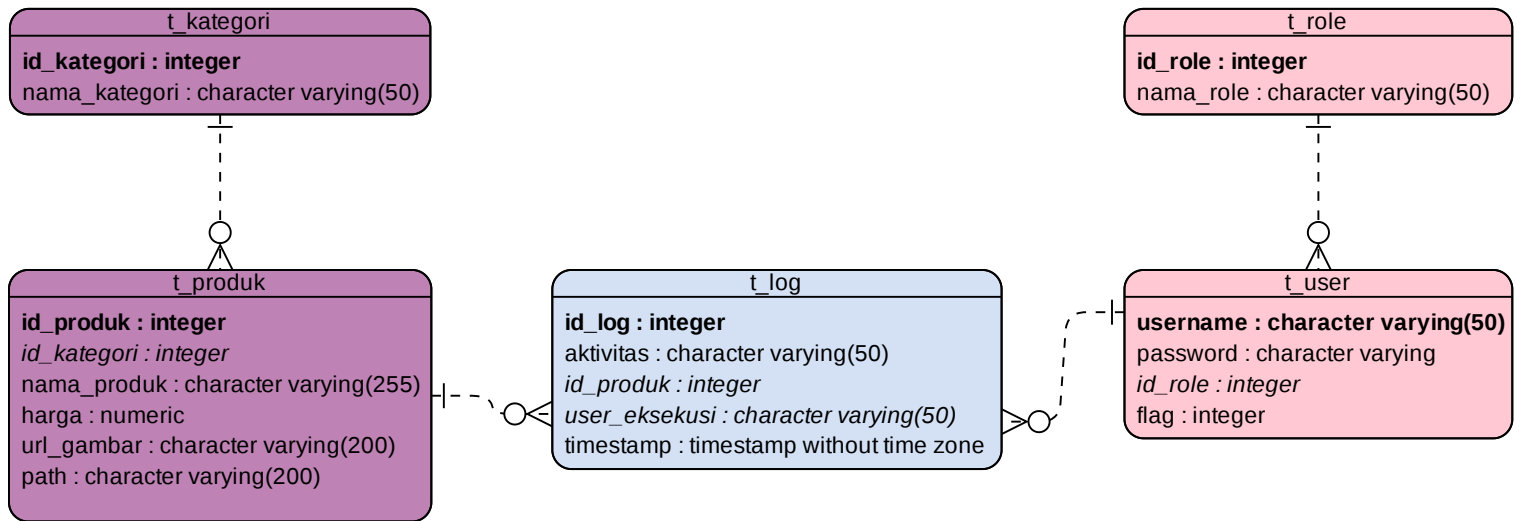 t_kategori
id_kategori : integer
nama_kategori : character varying(50)
t_role
id_role : integer
nama_role : character varying(50)
t_produk
id_produk : integer
id_kategori : integer
nama_produk : character varying(255)
harga : numeric
url_gambar : character varying(200)
path : character varying(200)
t_log
id_log : integer
aktivitas : character varying(50)
id_produk : integer
user_eksekusi : character varying(50)
timestamp : timestamp without time zone
t_user
username : character varying(50)
password : character varying
id_role : integer
flag : integer